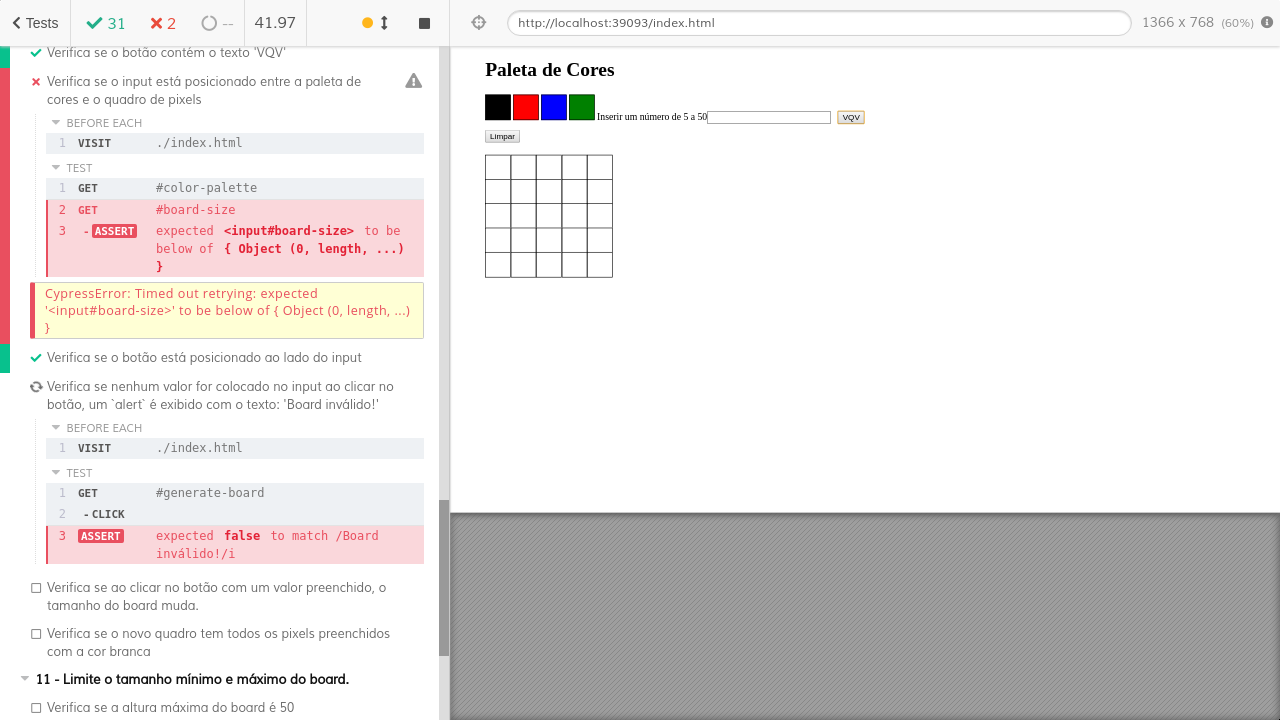 Tests 31 2 -- 41.97 http://localhost:39093/index.html 1366 x 768 (60%)
Verifica se o botão contém o texto 'VQV'
Verifica se o input está posicionado entre a paleta de
cores e o quadro de pixels
BEFORE EACH
1 VISIT ./index.html
TEST
1 GET #color-palette
2 GET #board-size
3 - ASSERT expected <input#board-size> to be
below of { Object (0, length, ...)
}
CypressError: Timed out retrying: expected
'<input#board-size>' to be below of { Object (0, length, ...)
}
Verifica se o botão está posicionado ao lado do input
Verifica se nenhum valor for colocado no input ao clicar no
botão, um `alert` é exibido com o texto: 'Board inválido!'
BEFORE EACH
1 VISIT ./index.html
TEST
1 GET #generate-board
2 - CLICK
3 ASSERT expected false to match /Board
inválido!/i
Verifica se ao clicar no botão com um valor preenchido, o
tamanho do board muda.
Verifica se o novo quadro tem todos os pixels preenchidos
com a cor branca
11 - Limite o tamanho mínimo e máximo do board.
Verifica se a altura máxima do board é 50
Paleta de Cores
Inserir um número de 5 a 50 VQV
Limpar